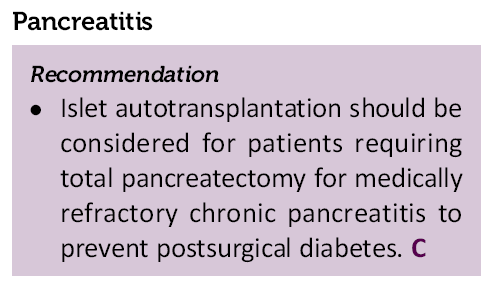 Pancreatitis
Recommendation
● Islet autotransplantation should be
considered for patients requiring
total pancreatectomy for medically
refractory chronic pancreatitis to
prevent postsurgical diabetes. C